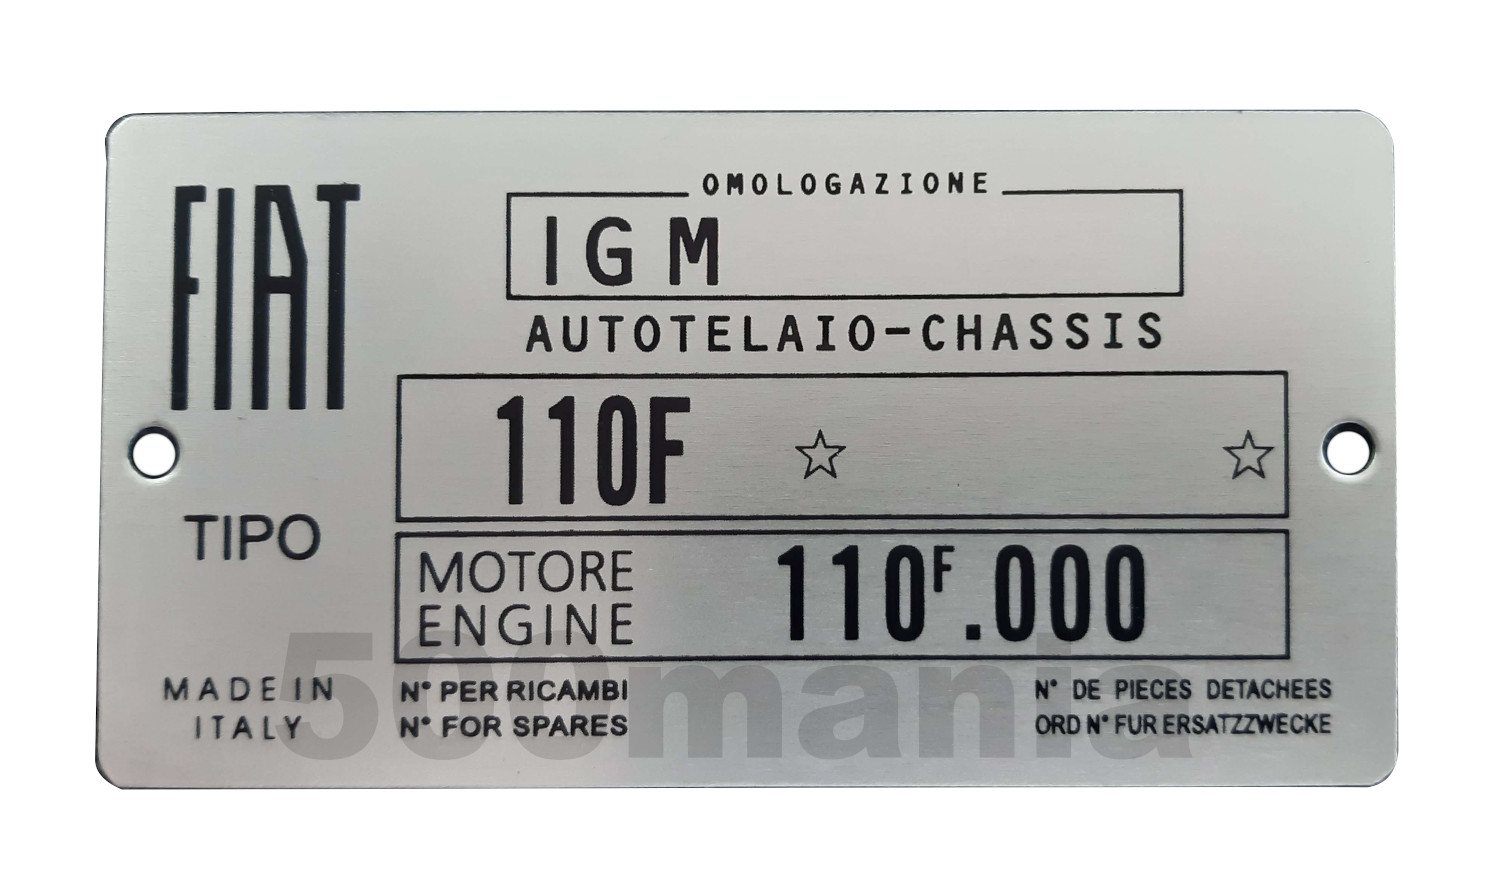 FIAT
OMOLOGAZIONE
IGM
AUTOTELAIO-CHASSIS
110F ☆ ☆
TIPO
MOTORE
ENGINE
110F.000
MADE IN
ITALY
N° PER RICAMBI
N° FOR SPARES
N° DE PIECES DETACHEES
ORD N° FUR ERSATZZWECKE
500mania